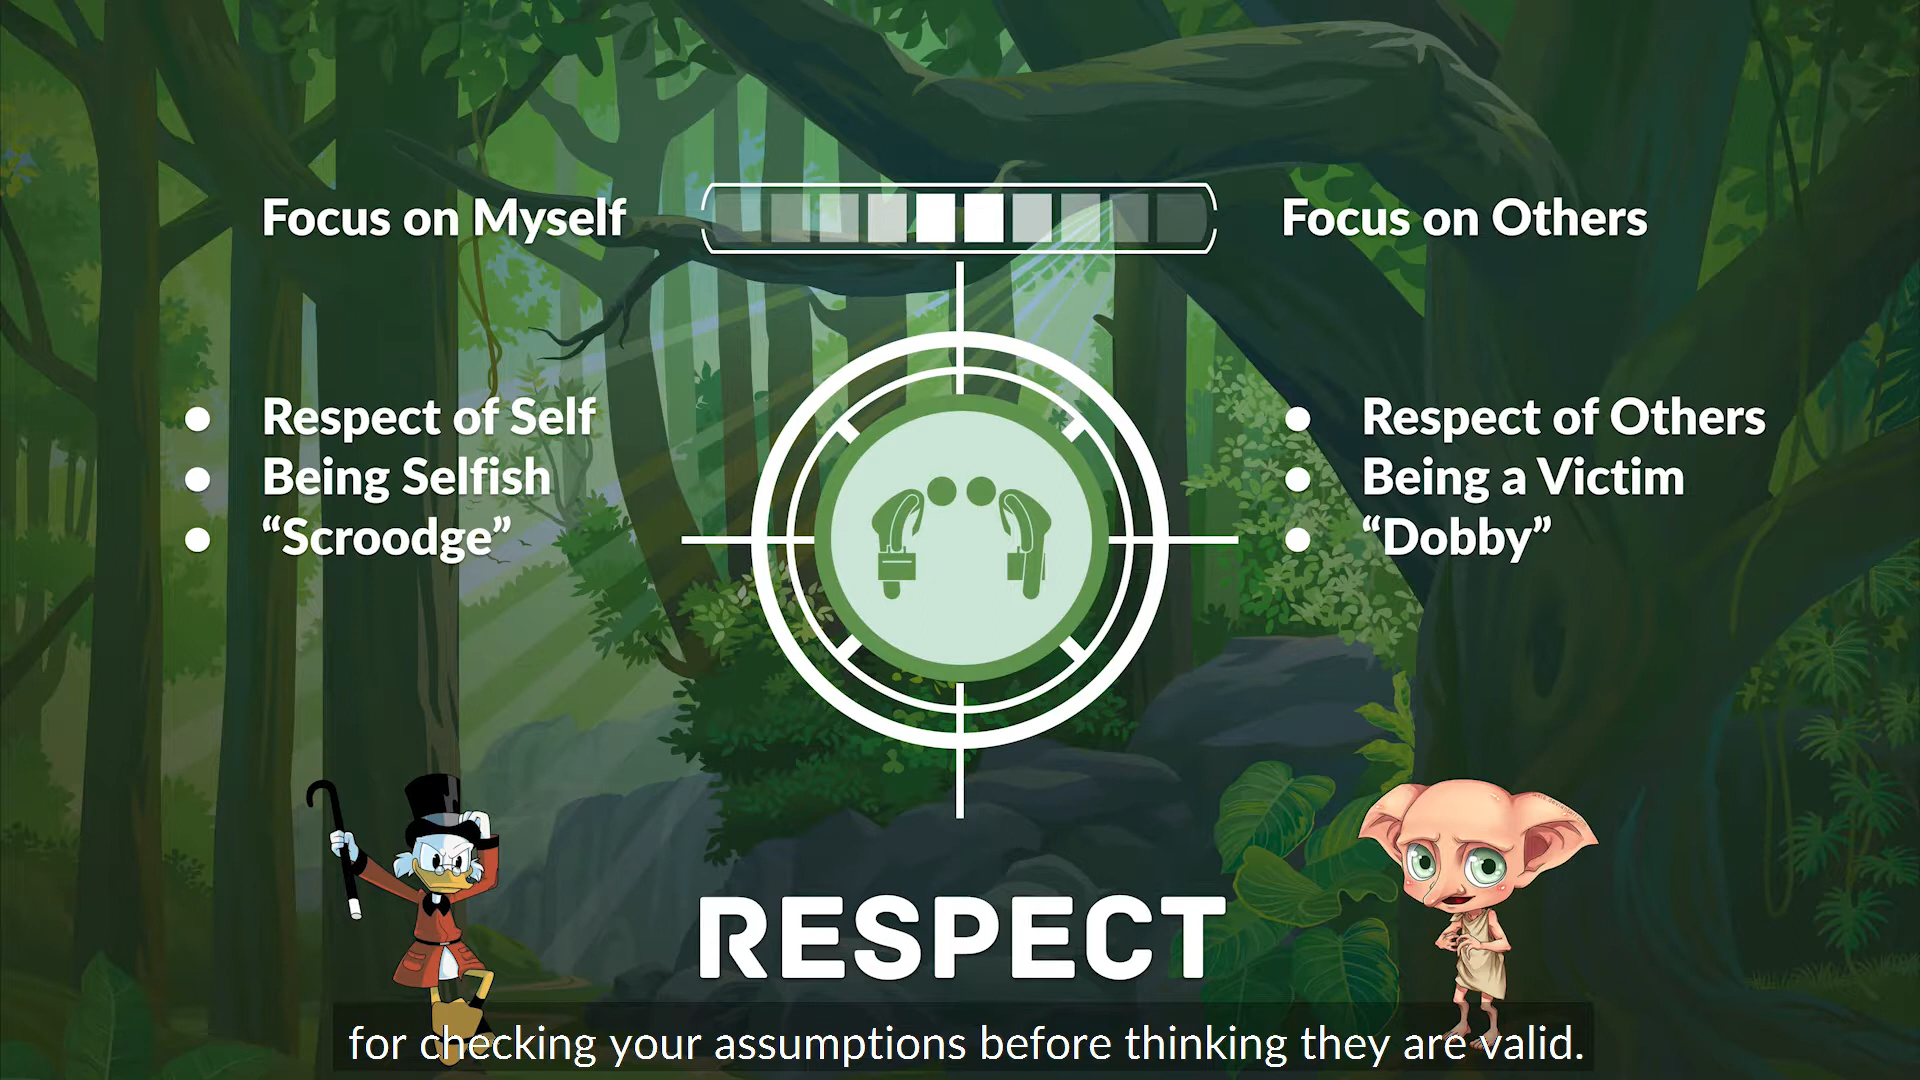 Focus on Myself
Focus on Others
Respect of Self
Being Selfish
“Scroodge”
Respect of Others
Being a Victim
“Dobby”
RESPECT
for checking your assumptions before thinking they are valid.